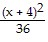 (x + 4)²
36